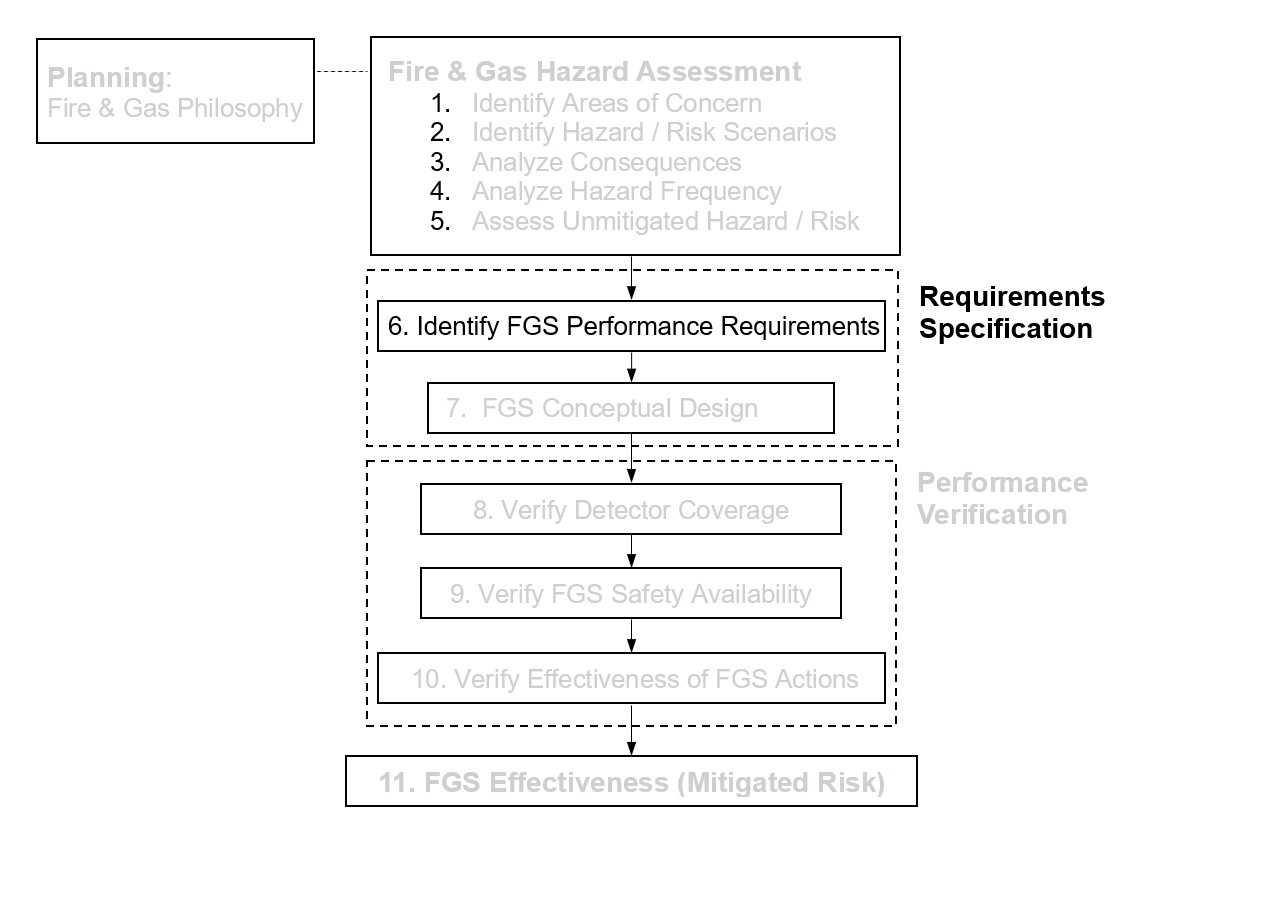 Planning:
Fire & Gas Philosophy
Fire & Gas Hazard Assessment
1. Identify Areas of Concern
2. Identify Hazard / Risk Scenarios
3. Analyze Consequences
4. Analyze Hazard Frequency
5. Assess Unmitigated Hazard / Risk
6. Identify FGS Performance Requirements
Requirements
Specification
7. FGS Conceptual Design
Performance
Verification
8. Verify Detector Coverage
9. Verify FGS Safety Availability
10. Verify Effectiveness of FGS Actions
11. FGS Effectiveness (Mitigated Risk)